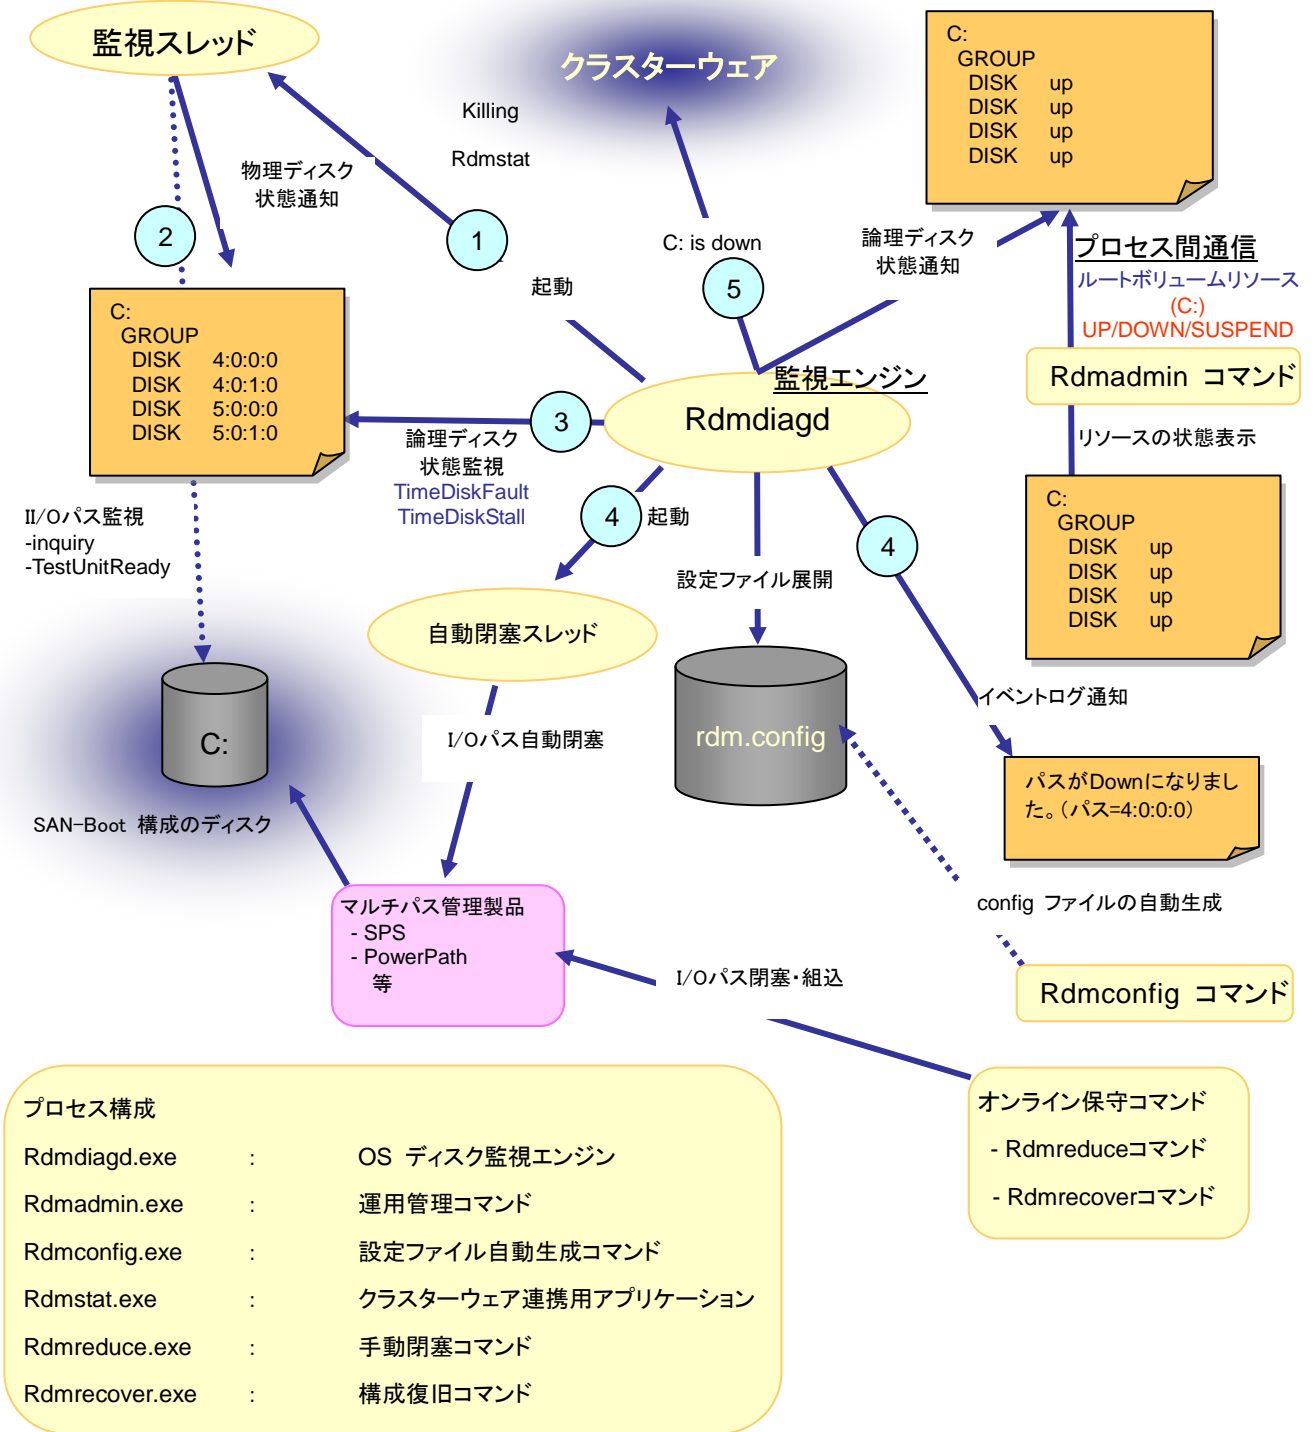 監視スレッド
クラスターウェア
C:
GROUP
DISK up
DISK up
DISK up
DISK up
Killing
Rdmstat
物理ディスク
状態通知
2
1
C: is down
5
論理ディスク
状態通知
プロセス間通信
ルートボリュームリソース
(C:)
UP/DOWN/SUSPEND
起動
C:
GROUP
DISK 4:0:0:0
DISK 4:0:1:0
DISK 5:0:0:0
DISK 5:0:1:0
監視エンジン
Rdmdiagd
Rdmadmin コマンド
3
論理ディスク
状態監視
TimeDiskFault
TimeDiskStall
リソースの状態表示
C:
GROUP
DISK up
DISK up
DISK up
DISK up
II/Oパス監視
-inquiry
-TestUnitReady
4
起動
4
設定ファイル展開
自動閉塞スレッド
イベントログ通知
C:
I/Oパス自動閉塞
rdm.config
パスがDownになりまし
た。（パス=4:0:0:0）
SAN-Boot 構成のディスク
マルチパス管理製品
- SPS
- PowerPath
等
config ファイルの自動生成
I/Oパス閉塞・組込
Rdmconfig コマンド
プロセス構成
Rdmdiagd.exe : OS ディスク監視エンジン
Rdmadmin.exe : 運用管理コマンド
Rdmconfig.exe : 設定ファイル自動生成コマンド
Rdmstat.exe : クラスターウェア連携用アプリケーション
Rdmreduce.exe : 手動閉塞コマンド
Rdmrecover.exe : 構成復旧コマンド
オンライン保守コマンド
- Rdmreduceコマンド
- Rdmrecoverコマンド